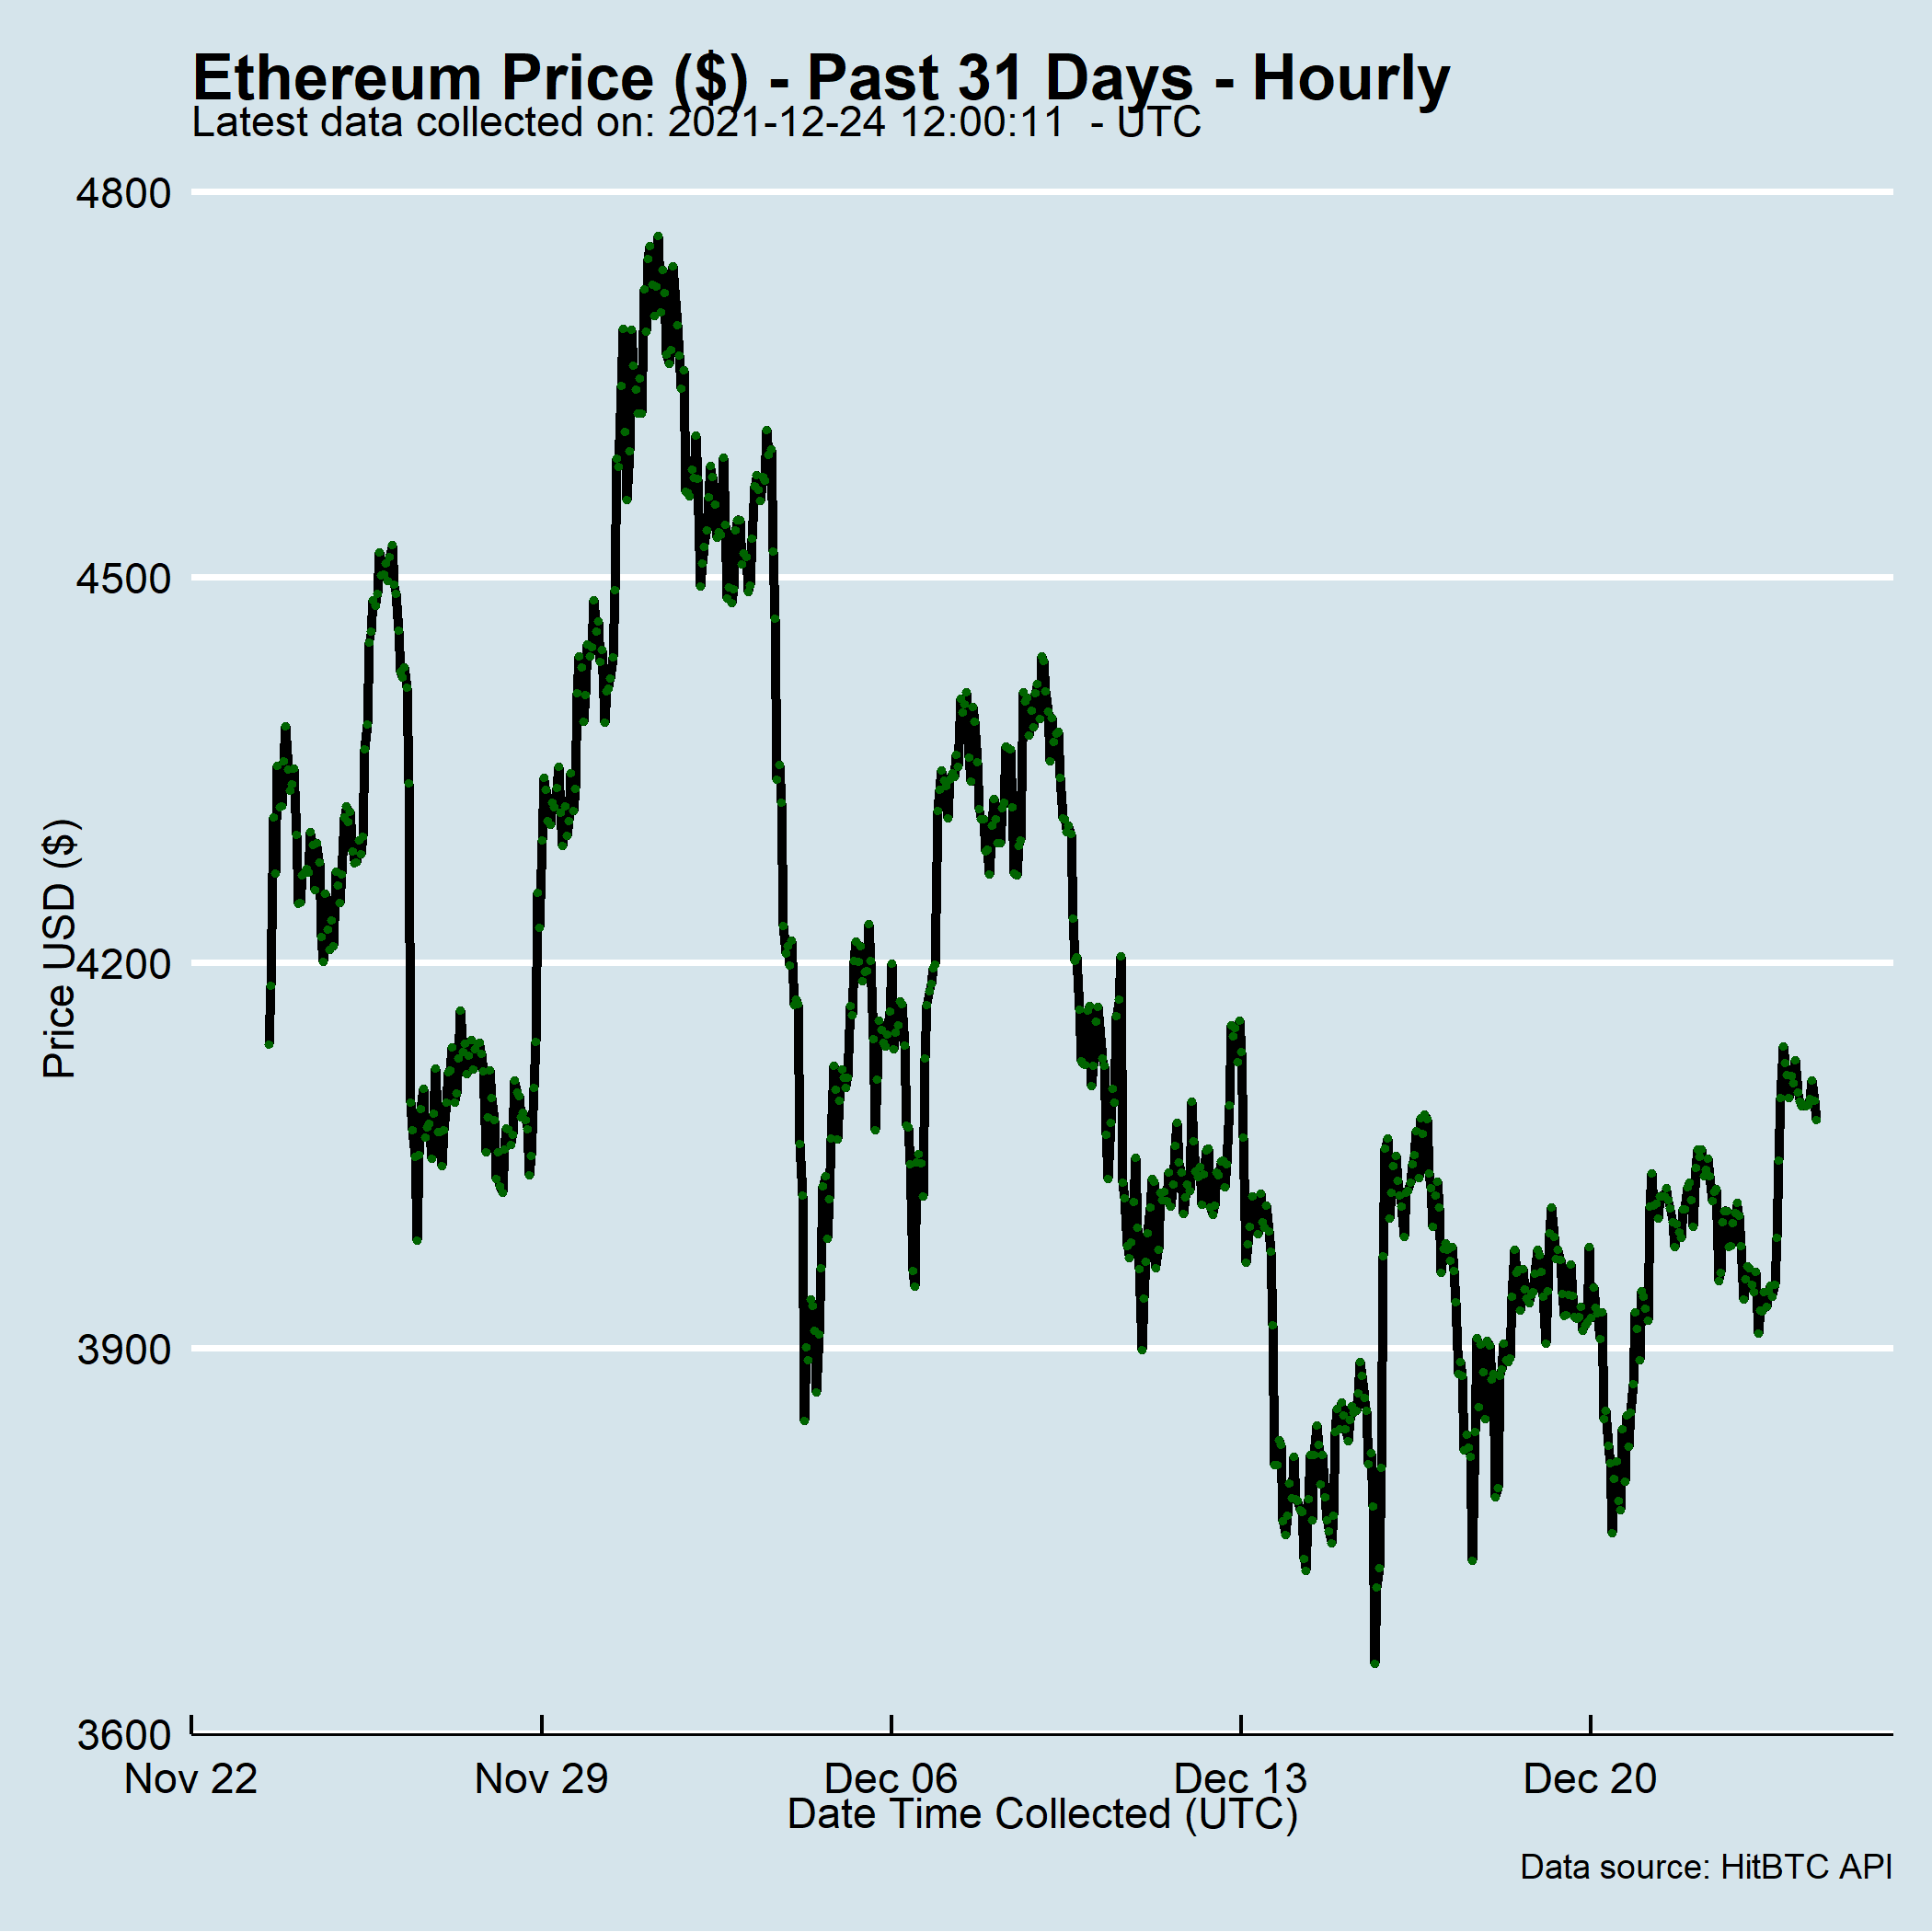 Ethereum Price ($) - Past 31 Days - Hourly
Latest data collected on: 2021-12-24 12:00:11  - UTC
4800
4500
4200
3900
3600
Price USD ($)
Nov 22
Nov 29
Dec 06
Dec 13
Dec 20
Date Time Collected (UTC)
Data source: HitBTC API